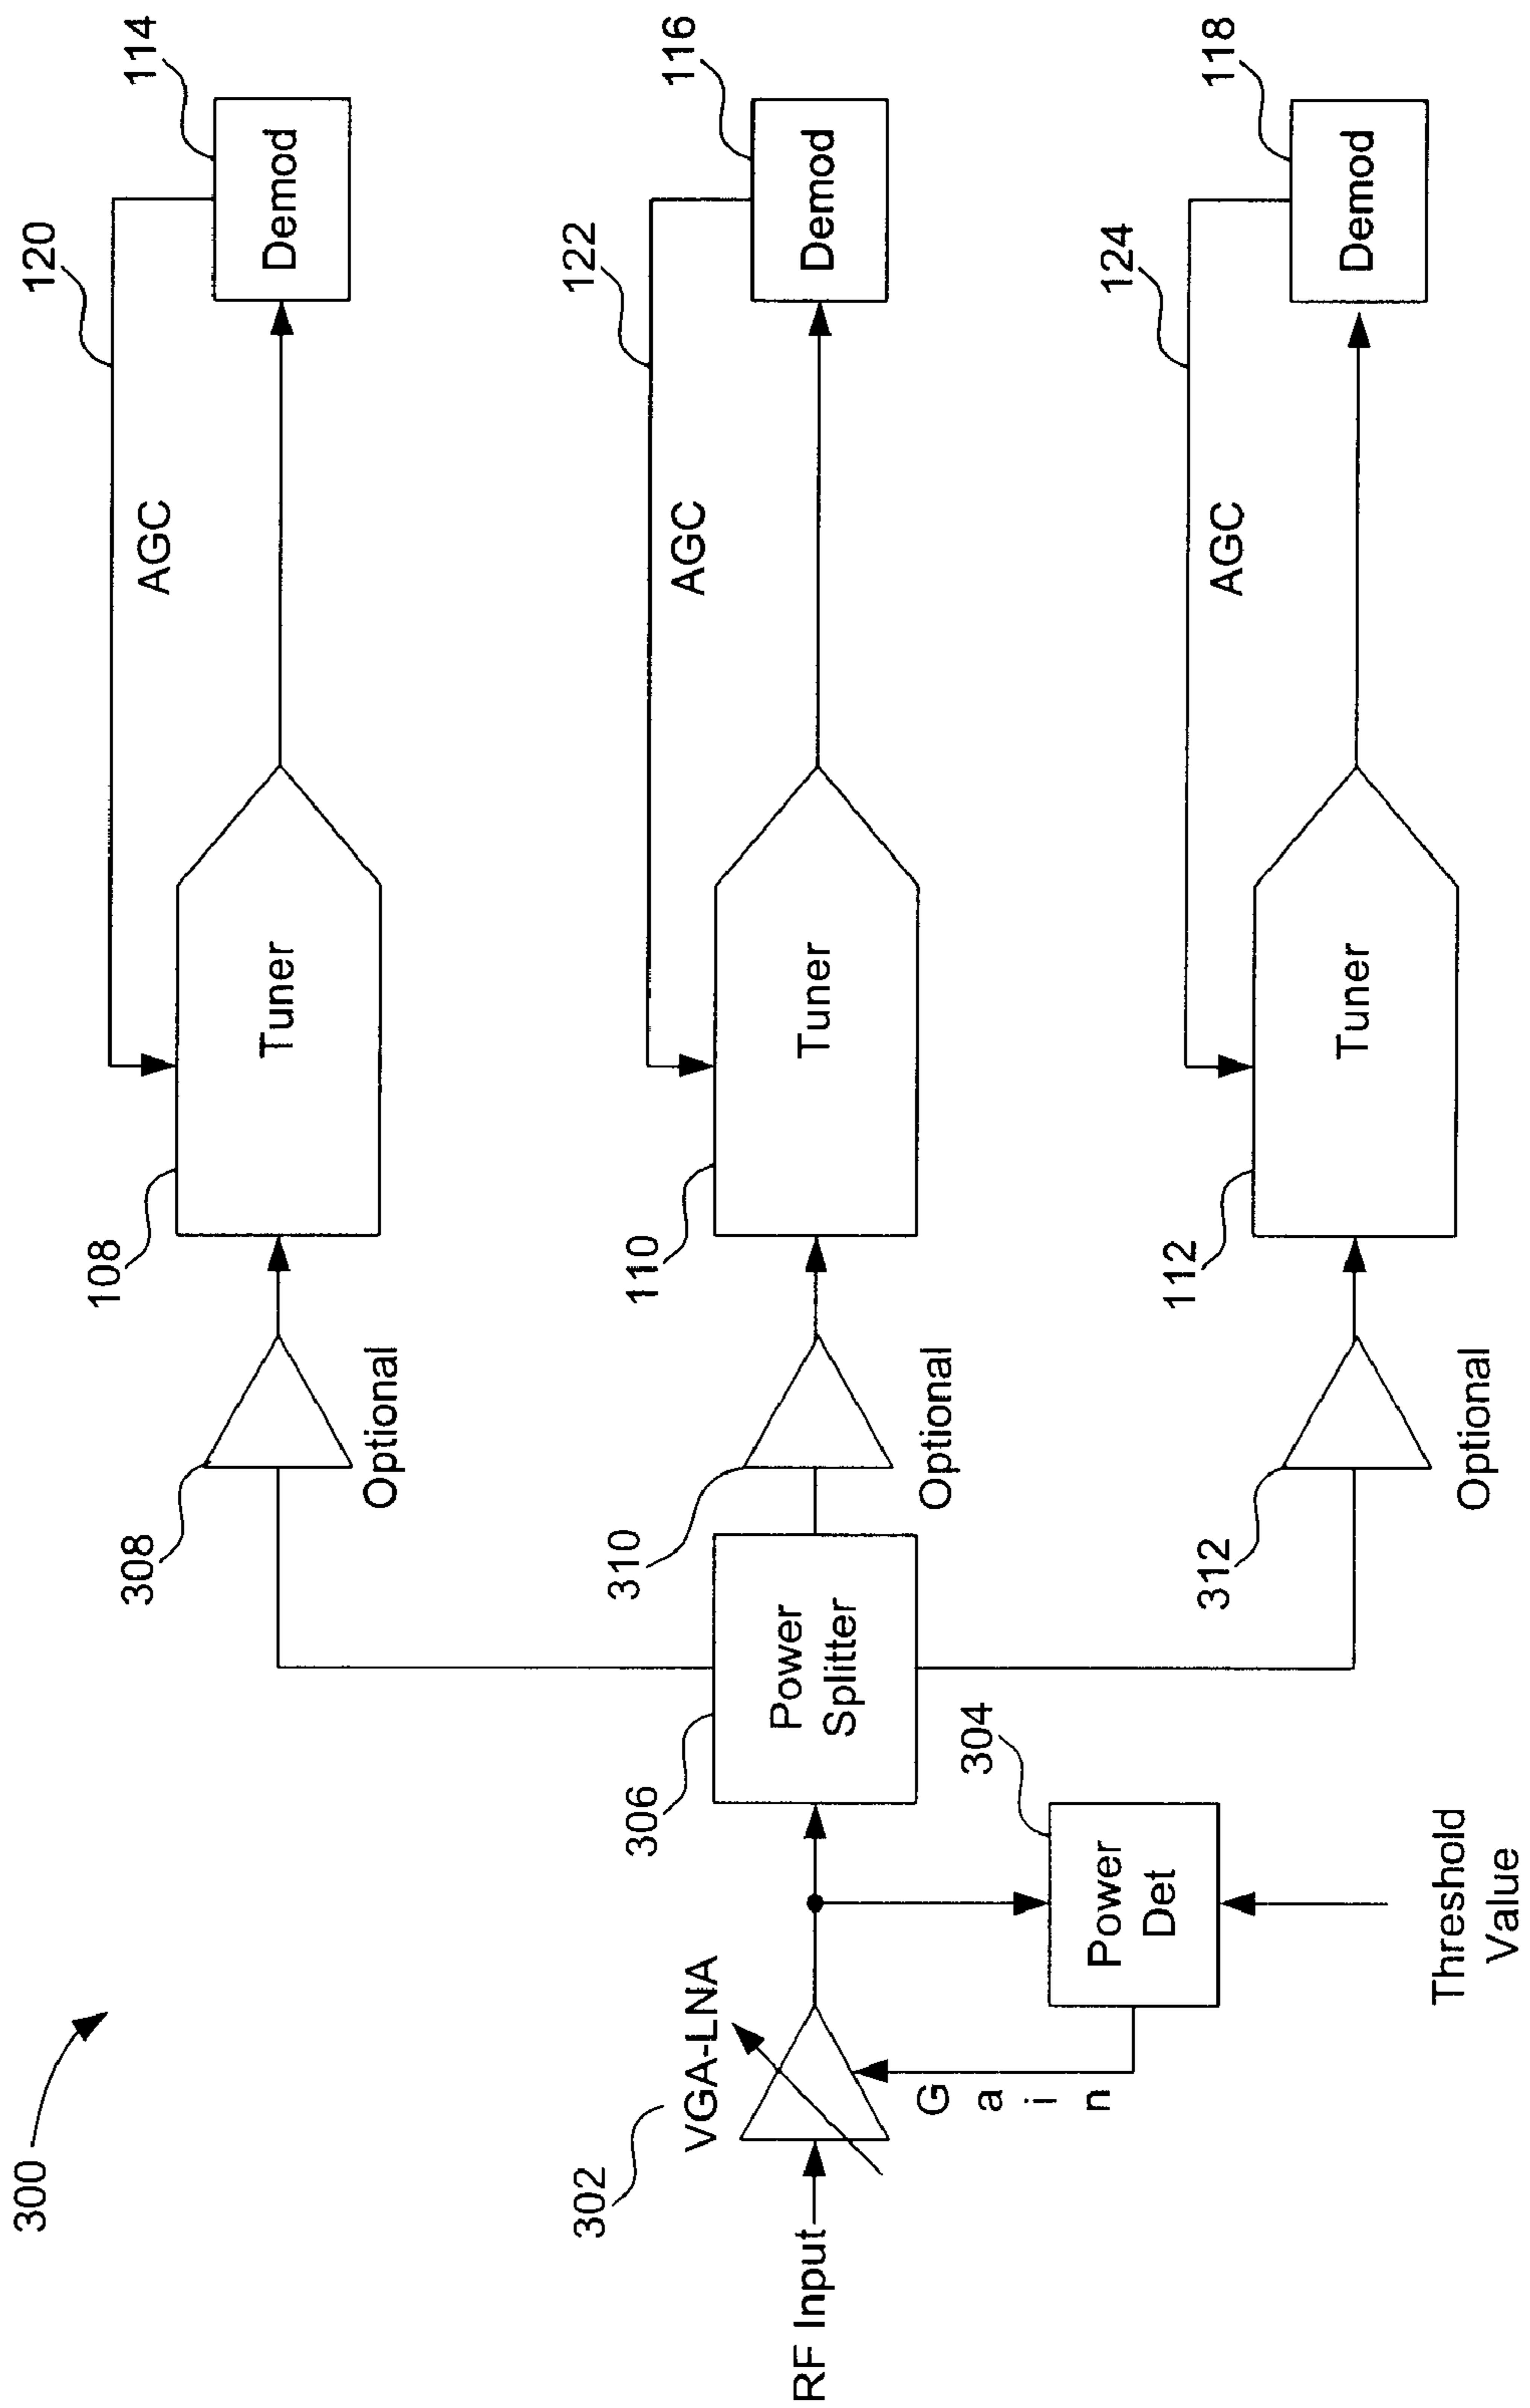 300
120
114
AGC
Demod
108
Tuner
308
Optional
122
116
AGC
Demod
110
Tuner
310
Optional
306
Power
Splitter
302
VGA-LNA
RF Input
Gain
304
Power
Det
Threshold
Value
124
118
AGC
Demod
112
Tuner
312
Optional